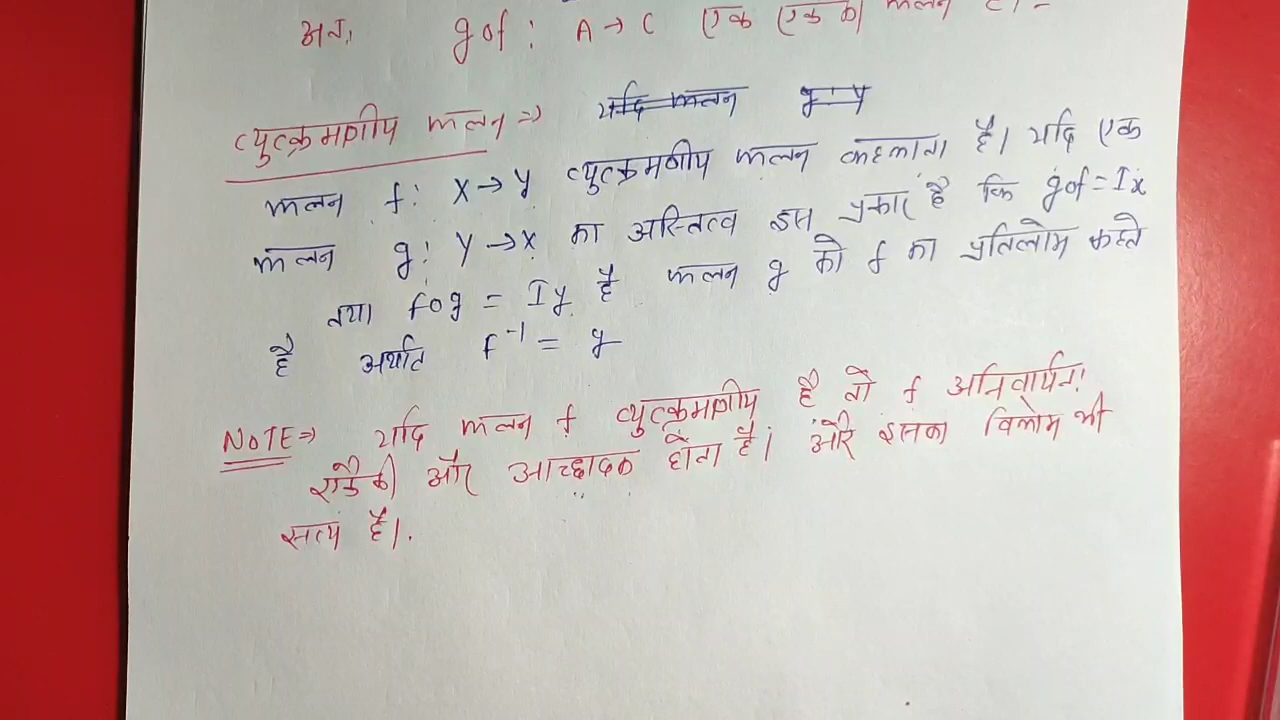 अतः gof : A→C एक एक का फलन है।
व्युत्क्रमणीय फलन ⇒ यदि फलन g: y
फलन f: X→y व्युत्क्रमणीय फलन कहलाता है। यदि एक
फलन g: Y→x का अस्तित्व इस प्रकार है कि gof = Ix
तथा fog = Iy है फलन g को f का प्रतिलोम कहते
है अर्थात f⁻¹ = g
NOTE⇒ यदि फलन f व्युत्क्रमणीय है तो f अनिवार्यतः
एकैकी और आच्छादक होता है। और इसका विलोम भी
सत्य है।.